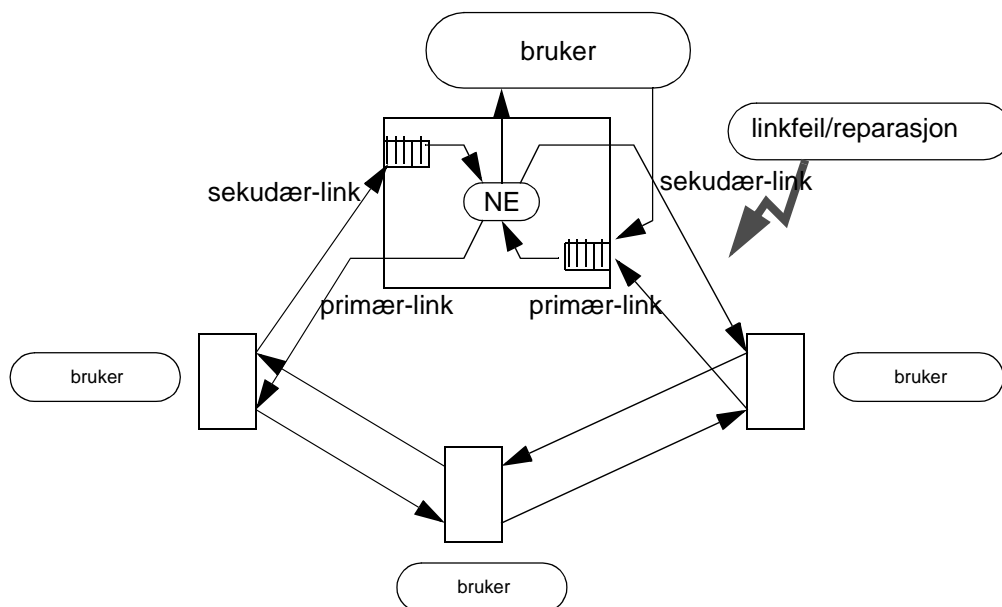 bruker
linkfeil/reparasjon
sekudær-link
sekudær-link
NE
primær-link
primær-link
bruker
bruker
bruker